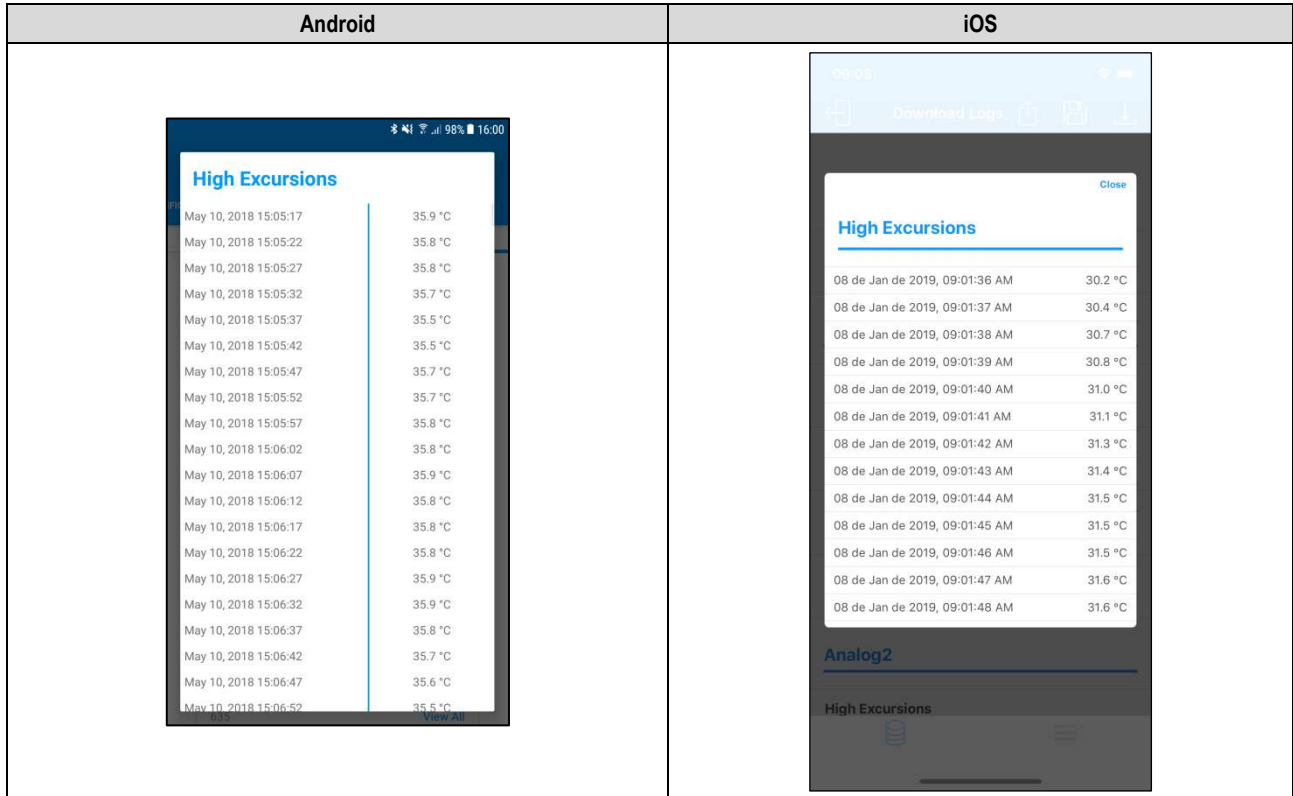 Android
iOS
98% 16:00
High Excursions
May 10, 2018 15:05:17 35.9 °C
May 10, 2018 15:05:22 35.8 °C
May 10, 2018 15:05:27 35.8 °C
May 10, 2018 15:05:32 35.7 °C
May 10, 2018 15:05:37 35.5 °C
May 10, 2018 15:05:42 35.5 °C
May 10, 2018 15:05:47 35.7 °C
May 10, 2018 15:05:52 35.7 °C
May 10, 2018 15:05:57 35.8 °C
May 10, 2018 15:06:02 35.8 °C
May 10, 2018 15:06:07 35.9 °C
May 10, 2018 15:06:12 35.8 °C
May 10, 2018 15:06:17 35.8 °C
May 10, 2018 15:06:22 35.8 °C
May 10, 2018 15:06:27 35.9 °C
May 10, 2018 15:06:32 35.9 °C
May 10, 2018 15:06:37 35.8 °C
May 10, 2018 15:06:42 35.7 °C
May 10, 2018 15:06:47 35.6 °C
May 10, 2018 15:06:52 35.5 °C
635 View All
09:08
Download Logs
Close
High Excursions
08 de Jan de 2019, 09:01:36 AM 30.2 °C
08 de Jan de 2019, 09:01:37 AM 30.4 °C
08 de Jan de 2019, 09:01:38 AM 30.7 °C
08 de Jan de 2019, 09:01:39 AM 30.8 °C
08 de Jan de 2019, 09:01:40 AM 31.0 °C
08 de Jan de 2019, 09:01:41 AM 31.1 °C
08 de Jan de 2019, 09:01:42 AM 31.3 °C
08 de Jan de 2019, 09:01:43 AM 31.4 °C
08 de Jan de 2019, 09:01:44 AM 31.5 °C
08 de Jan de 2019, 09:01:45 AM 31.5 °C
08 de Jan de 2019, 09:01:46 AM 31.5 °C
08 de Jan de 2019, 09:01:47 AM 31.6 °C
08 de Jan de 2019, 09:01:48 AM 31.6 °C
Analog2
High Excursions